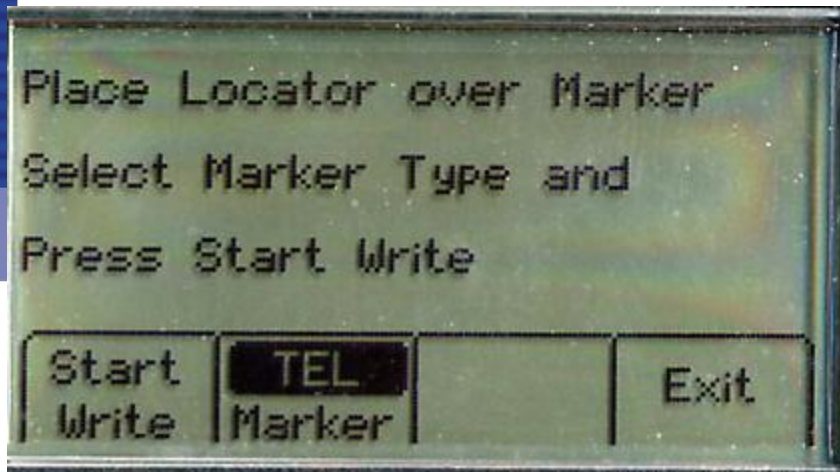 Place Locator over Marker
Select Marker Type and
Press Start Write
Start
Write
TEL
Marker
Exit